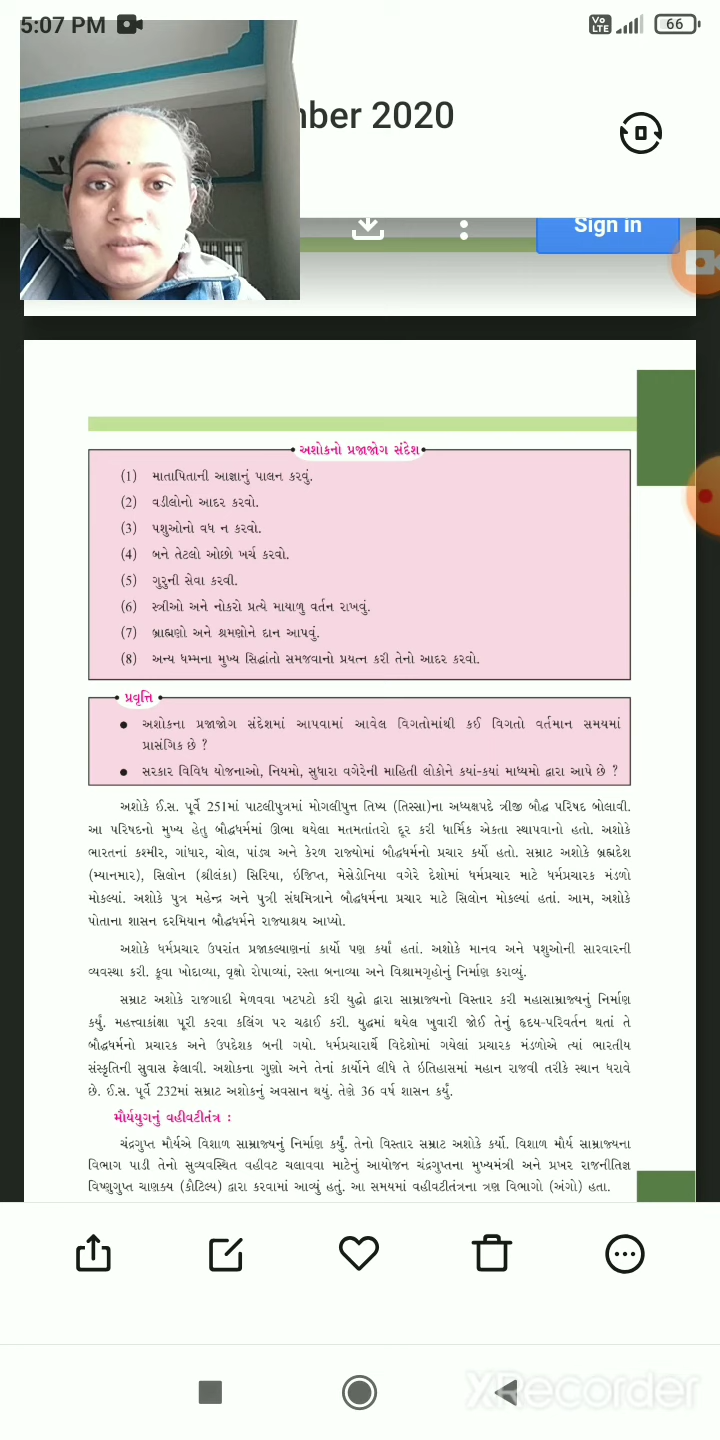 5:07 PM
Vo LTE
66
nber 2020
Sign in
અશોકનો પ્રજાજોગ સંદેશ
(1) માતાપિતાની આજ્ઞાનું પાલન કરવું.
(2) વડીલોનો આદર કરવો.
(3) પશુઓનો વધ ન કરવો.
(4) બને તેટલો ઓછો ખર્ચ કરવો.
(5) ગુરુની સેવા કરવી.
(6) સ્ત્રીઓ અને નોકરો પ્રત્યે માયાળુ વર્તન રાખવું.
(7) બ્રાહ્મણો અને શ્રમણોને દાન આપવું.
(8) અન્ય ધમ્મના મુખ્ય સિદ્ધાંતો સમજવાનો પ્રયત્ન કરી તેનો આદર કરવો.
પ્રવૃત્તિ
● અશોકના પ્રજાજોગ સંદેશમાં આપવામાં આવેલ વિગતોમાંથી કઈ વિગતો વર્તમાન સમયમાં
પ્રાસંગિક છે ?
● સરકાર વિવિધ યોજનાઓ, નિયમો, સુધારા વગેરેની માહિતી લોકોને કયાં-કયાં માધ્યમો દ્વારા આપે છે ?
અશોકે ઈ.સ. પૂર્વે 251માં પાટલીપુત્રમાં મોગલીપુત્ત તિષ્ય (તિસ્સા)ના અધ્યક્ષપદે ત્રીજી બૌદ્ધ પરિષદ બોલાવી.
આ પરિષદનો મુખ્ય હેતુ બૌદ્ધધર્મમાં ઊભા થયેલા મતમતાંતરો દૂર કરી ધાર્મિક એકતા સ્થાપવાનો હતો. અશોકે
ભારતનાં કશ્મીર, ગાંધાર, ચોલ, પાંડ્ય અને કેરળ રાજ્યોમાં બૌદ્ધધર્મનો પ્રચાર કર્યો હતો. સમ્રાટ અશોકે બ્રહ્મદેશ
(મ્યાનમાર), સિલોન (શ્રીલંકા) સિરિયા, ઇજિપ્ત, મેસેડોનિયા વગેરે દેશોમાં ધર્મપ્રચાર માટે ધર્મપ્રચારક મંડળો
મોકલ્યાં. અશોકે પુત્ર મહેન્દ્ર અને પુત્રી સંઘમિત્રાને બૌદ્ધધર્મના પ્રચાર માટે સિલોન મોકલ્યાં હતાં. આમ, અશોકે
પોતાના શાસન દરમિયાન બૌદ્ધધર્મને રાજ્યાશ્રય આપ્યો.
અશોકે ધર્મપ્રચાર ઉપરાંત પ્રજાકલ્યાણનાં કાર્યો પણ કર્યાં હતાં. અશોકે માનવ અને પશુઓની સારવારની
વ્યવસ્થા કરી. કૂવા ખોદાવ્યા, વૃક્ષો રોપાવ્યાં, રસ્તા બનાવ્યા અને વિશ્રામગૃહોનું નિર્માણ કરાવ્યું.
સમ્રાટ અશોકે રાજગાદી મેળવવા ખટપટો કરી યુદ્ધો દ્વારા સામ્રાજ્યનો વિસ્તાર કરી મહાસામ્રાજ્યનું નિર્માણ
કર્યું. મહત્ત્વાકાંક્ષા પૂરી કરવા કલિંગ પર ચઢાઈ કરી. યુદ્ધમાં થયેલ ખુવારી જોઈ તેનું હૃદય-પરિવર્તન થતાં તે
બૌદ્ધધર્મનો પ્રચારક અને ઉપદેશક બની ગયો. ધર્મપ્રચારાર્થે વિદેશોમાં ગયેલાં પ્રચારક મંડળોએ ત્યાં ભારતીય
સંસ્કૃતિની સુવાસ ફેલાવી. અશોકના ગુણો અને તેનાં કાર્યોને લીધે તે ઇતિહાસમાં મહાન રાજવી તરીકે સ્થાન ધરાવે
છે. ઈ.સ. પૂર્વે 232માં સમ્રાટ અશોકનું અવસાન થયું. તેણે 36 વર્ષ શાસન કર્યું.
મૌર્યયુગનું વહીવટીતંત્ર :
ચંદ્રગુપ્ત મૌર્યએ વિશાળ સામ્રાજ્યનું નિર્માણ કર્યું. તેનો વિસ્તાર સમ્રાટ અશોકે કર્યો. વિશાળ મૌર્ય સામ્રાજ્યના
વિભાગ પાડી તેનો સુવ્યવસ્થિત વહીવટ ચલાવવા માટેનું આયોજન ચંદ્રગુપ્તના મુખ્યમંત્રી અને પ્રખર રાજનીતિજ્ઞ
વિષ્ણુગુપ્ત ચાણક્ય (કૌટિલ્ય) દ્વારા કરવામાં આવ્યું હતું. આ સમયમાં વહીવટીતંત્રના ત્રણ વિભાગો (અંગો) હતા.
XRecorder